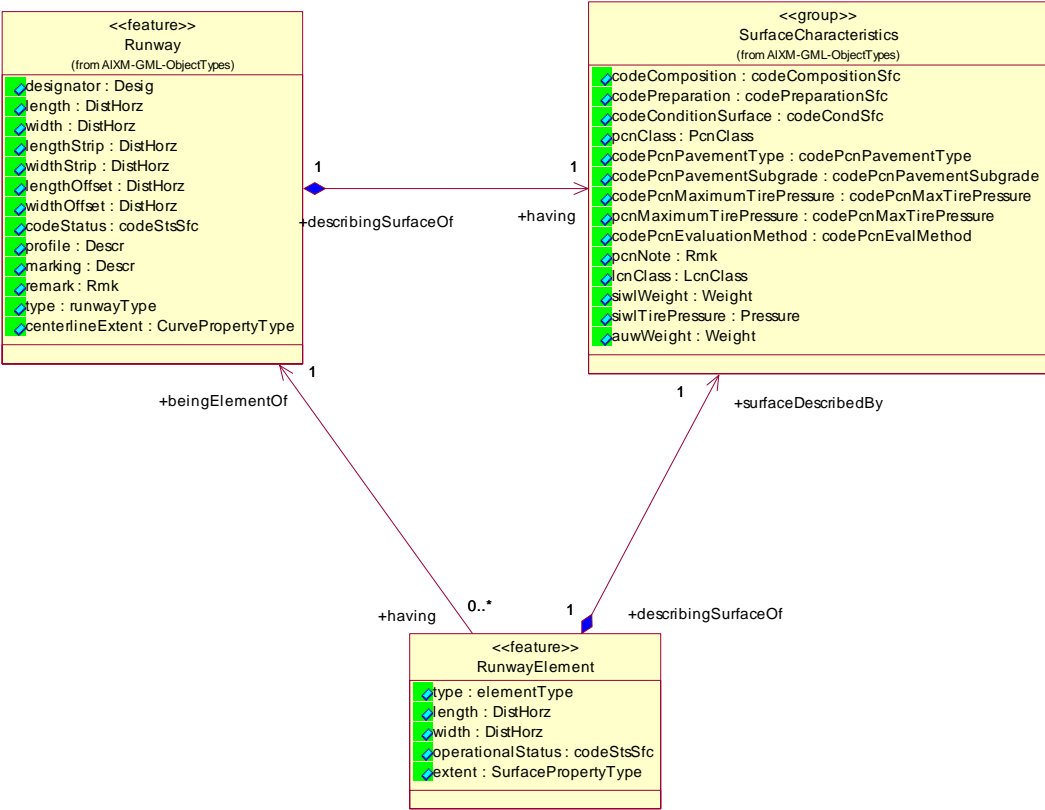 <<feature>>
Runway
(from AIXM-GML-ObjectTypes)
designator : Desig
length : DistHorz
width : DistHorz
lengthStrip : DistHorz
widthStrip : DistHorz
lengthOffset : DistHorz
widthOffset : DistHorz
codeStatus : codeStsSfc
profile : Descr
marking : Descr
remark : Rmk
type : runwayType
centerlineExtent : CurvePropertyType
<<group>>
SurfaceCharacteristics
(from AIXM-GML-ObjectTypes)
codeComposition : codeCompositionSfc
codePreparation : codePreparationSfc
codeConditionSurface : codeCondSfc
pcnClass : PcnClass
codePcnPavementType : codePcnPavementType
codePcnPavementSubgrade : codePcnPavementSubgrade
codePcnMaximumTirePressure : codePcnMaxTirePressure
pcnMaximumTirePressure : codePcnMaxTirePressure
codePcnEvaluationMethod : codePcnEvalMethod
pcnNote : Rmk
lcnClass : LcnClass
siwlWeight : Weight
siwlTirePressure : Pressure
auwWeight : Weight
1
1
+describingSurfaceOf
+having
1
+beingElementOf
1
+surfaceDescribedBy
+having
0..*
1
+describingSurfaceOf
<<feature>>
RunwayElement
type : elementType
length : DistHorz
width : DistHorz
operationalStatus : codeStsSfc
extent : SurfacePropertyType